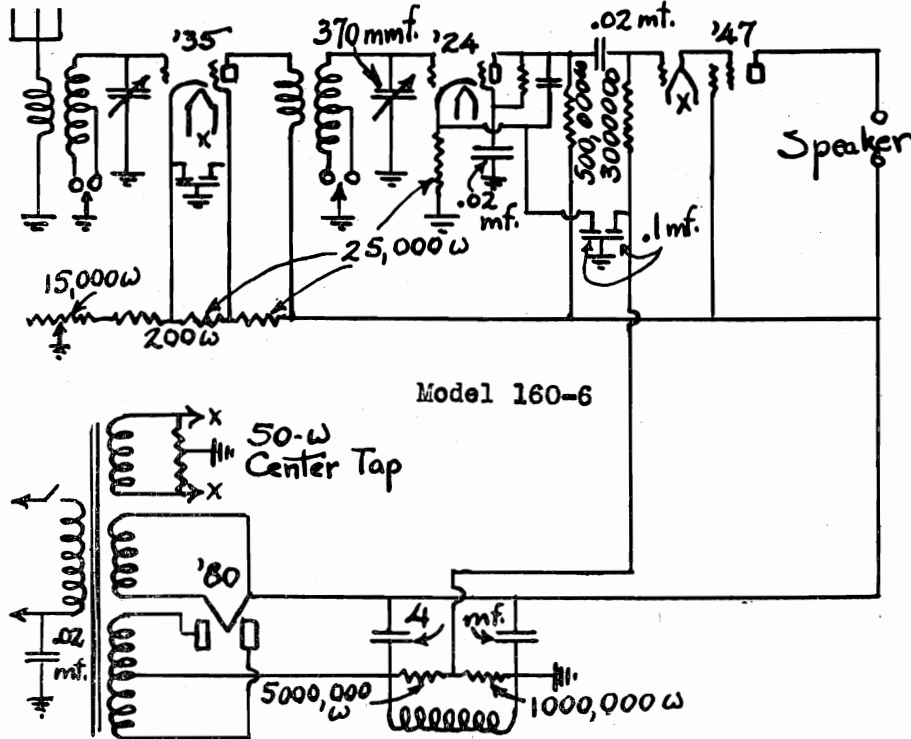 '35
370 mmf.
'24
.02 mf.
'47
X
X
500,000
3000000
Speaker
.02
mf.
.1 mf.
25,000 ω
15,000 ω
200 ω
Model 160-6
X
50-ω
Center Tap
X
'80
.4
mf.
.02
mf.
5000,000
ω
1000,000 ω